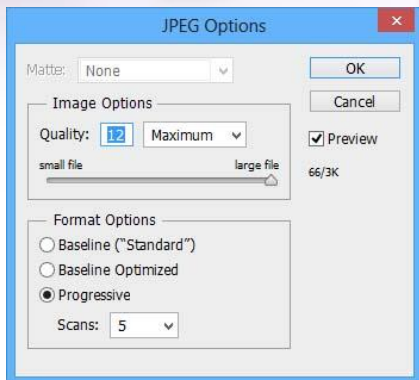 JPEG Options
Matte: None
OK
Image Options
Cancel
Quality: 12 Maximum
Preview
small file large file
66/3K
Format Options
Baseline ("Standard")
Baseline Optimized
Progressive
Scans: 5